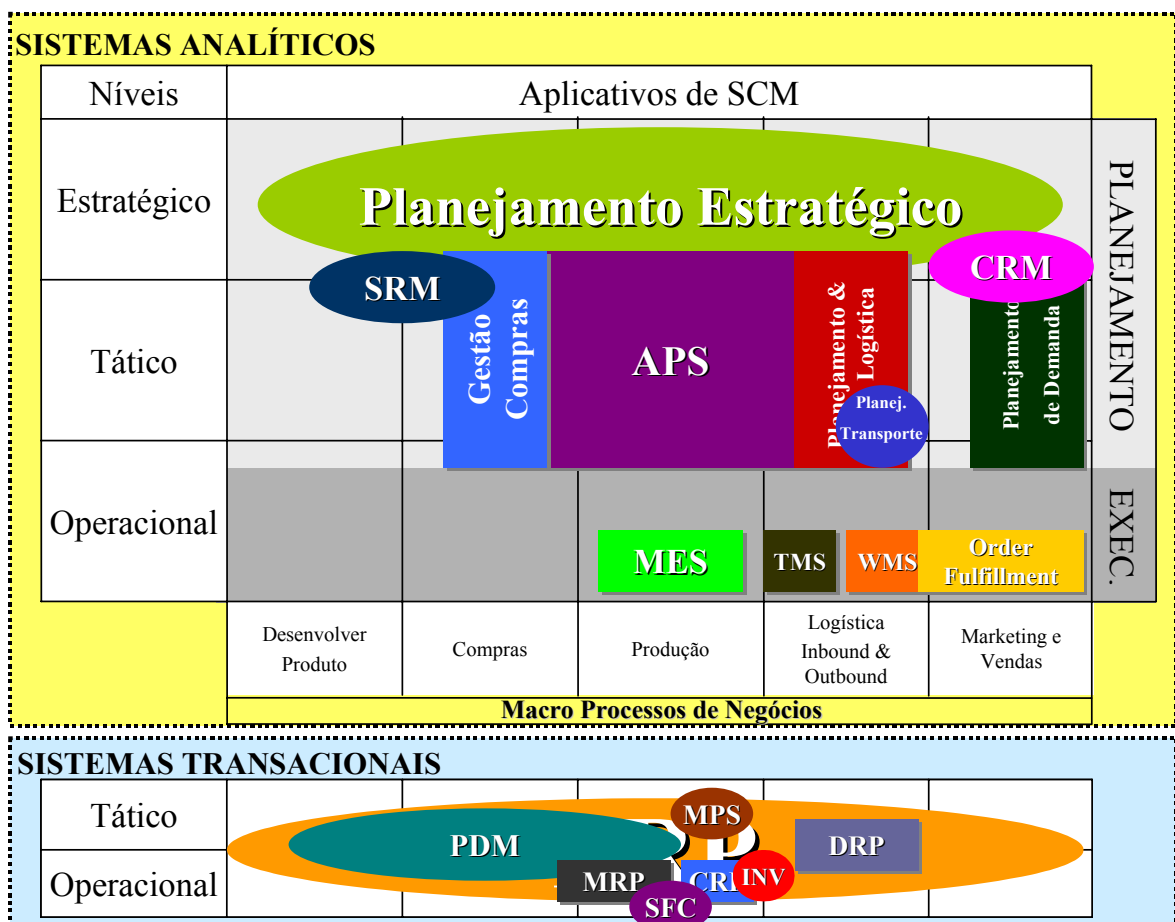 SISTEMAS ANALÍTICOS
Níveis
Aplicativos de SCM
Estratégico
Planejamento Estratégico
PLANEJAMENTO
SRM
CRM
Tático
Gestão
Compras
APS
Planejamento &
Logística
Planej.
Transporte
Planejamento
de Demanda
Operacional
MES
TMS
WMS
Order
Fulfillment
EXEC.
Desenvolver
Produto
Compras
Produção
Logística
Inbound &
Outbound
Marketing e
Vendas
Macro Processos de Negócios
SISTEMAS TRANSACIONAIS
Tático
MPS
PDM
DRP
Operacional
MRP
INV
SFC